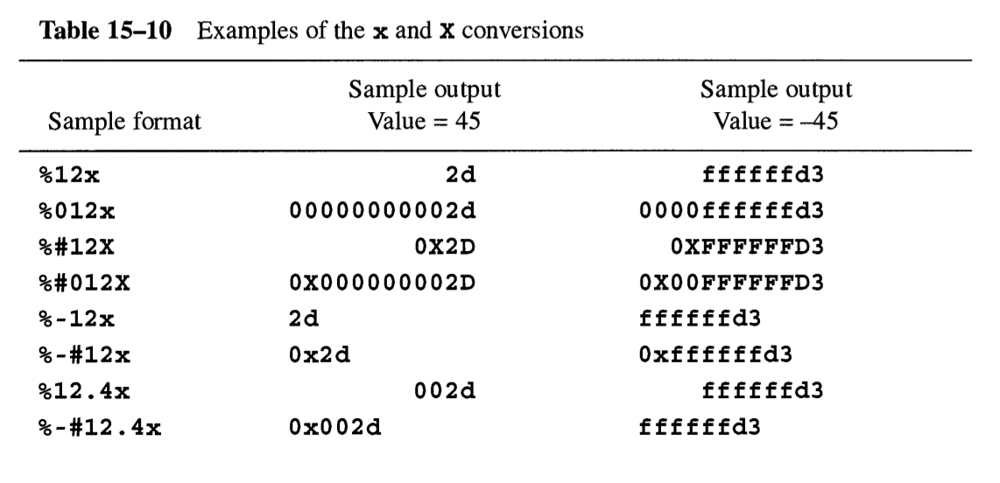 Table 15–10 Examples of the x and X conversions
Sample output Sample output
Sample format Value = 45 Value = –45
%12x 2d ffffffd3
%012x 00000000002d 0000ffffffd3
%#12X 0X2D 0XFFFFFFD3
%#012X 0X000000002D 0X00FFFFFFD3
%-12x 2d ffffffd3
%-#12x 0x2d 0xffffffd3
%12.4x 002d ffffffd3
%-#12.4x 0x002d ffffffd3